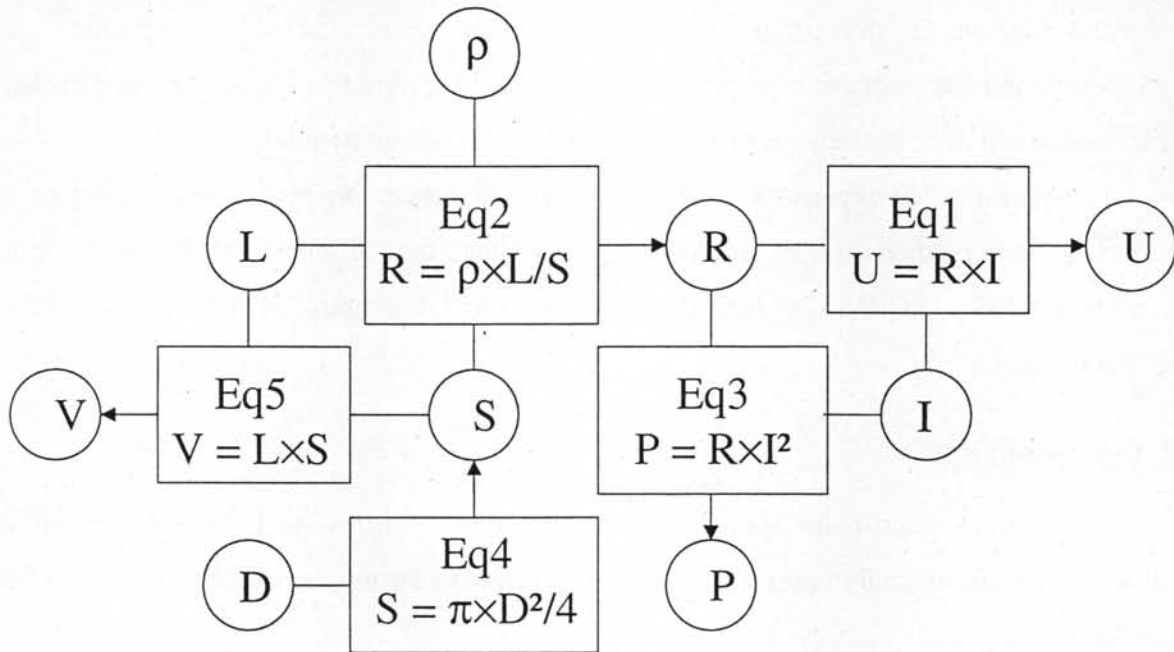 ρ
L
Eq2
R = ρ×L/S
R
Eq1
U = R×I
U
V
Eq5
V = L×S
S
Eq3
P = R×I²
I
D
Eq4
S = π×D²/4
P